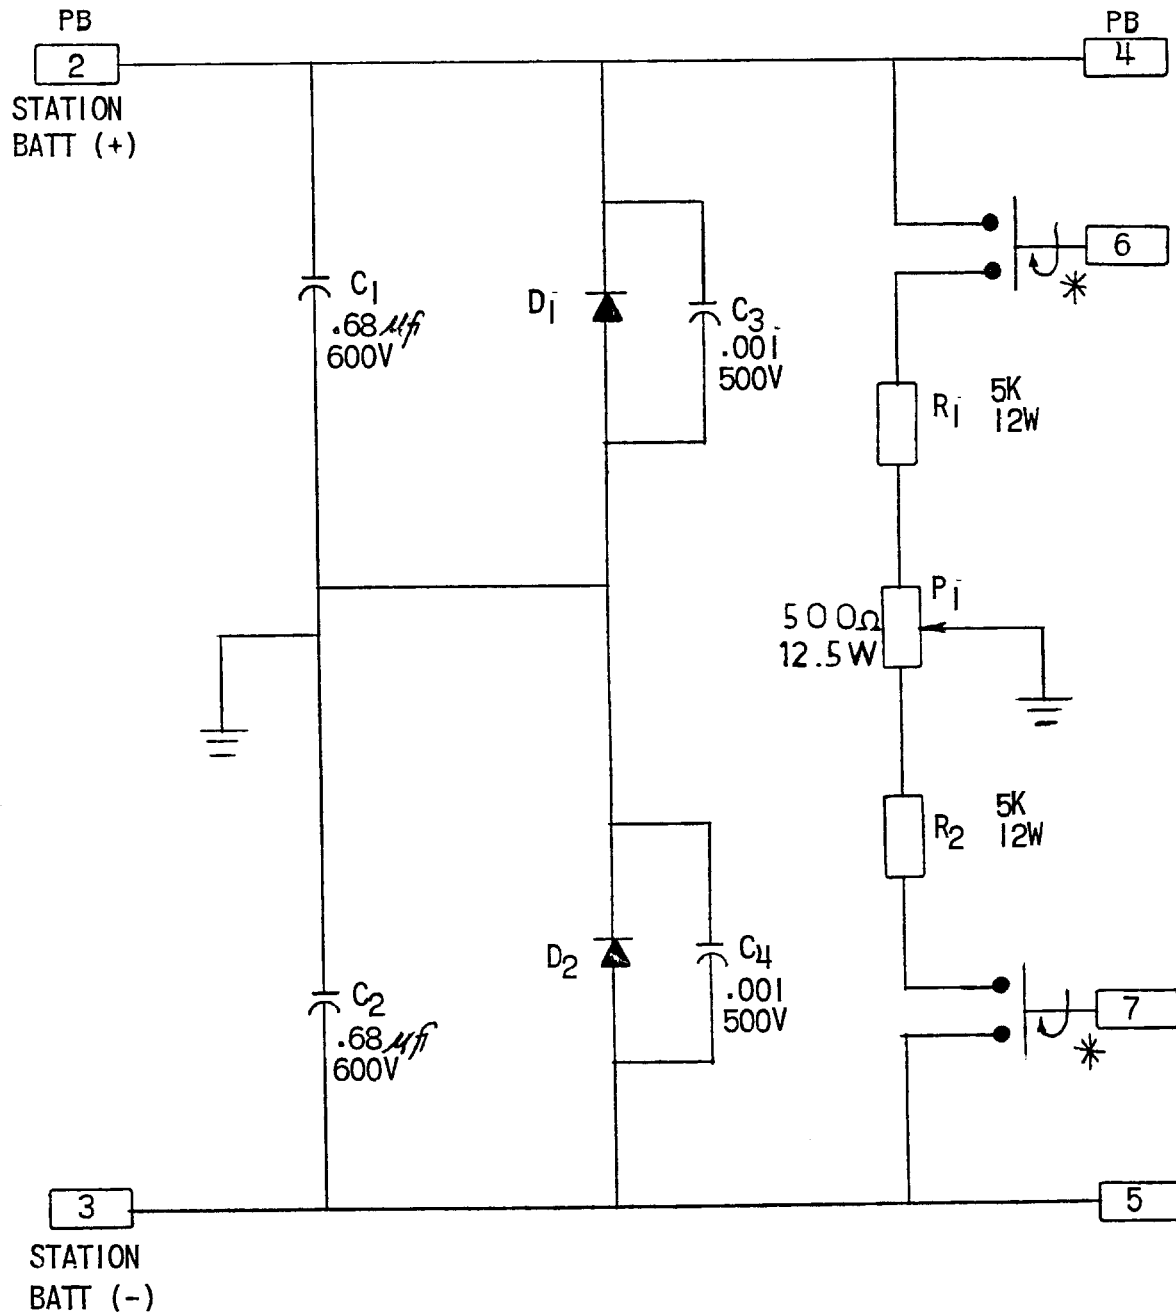 PB
2
STATION
BATT (+)
PB
4
6
*
C1
.68 µf
600V
D1
C3
.001
500V
R1 5K
12W
P1
500Ω
12.5W
R2 5K
12W
D2
C4
.001
500V
C2
.68 µf
600V
7
*
3
STATION
BATT (-)
5